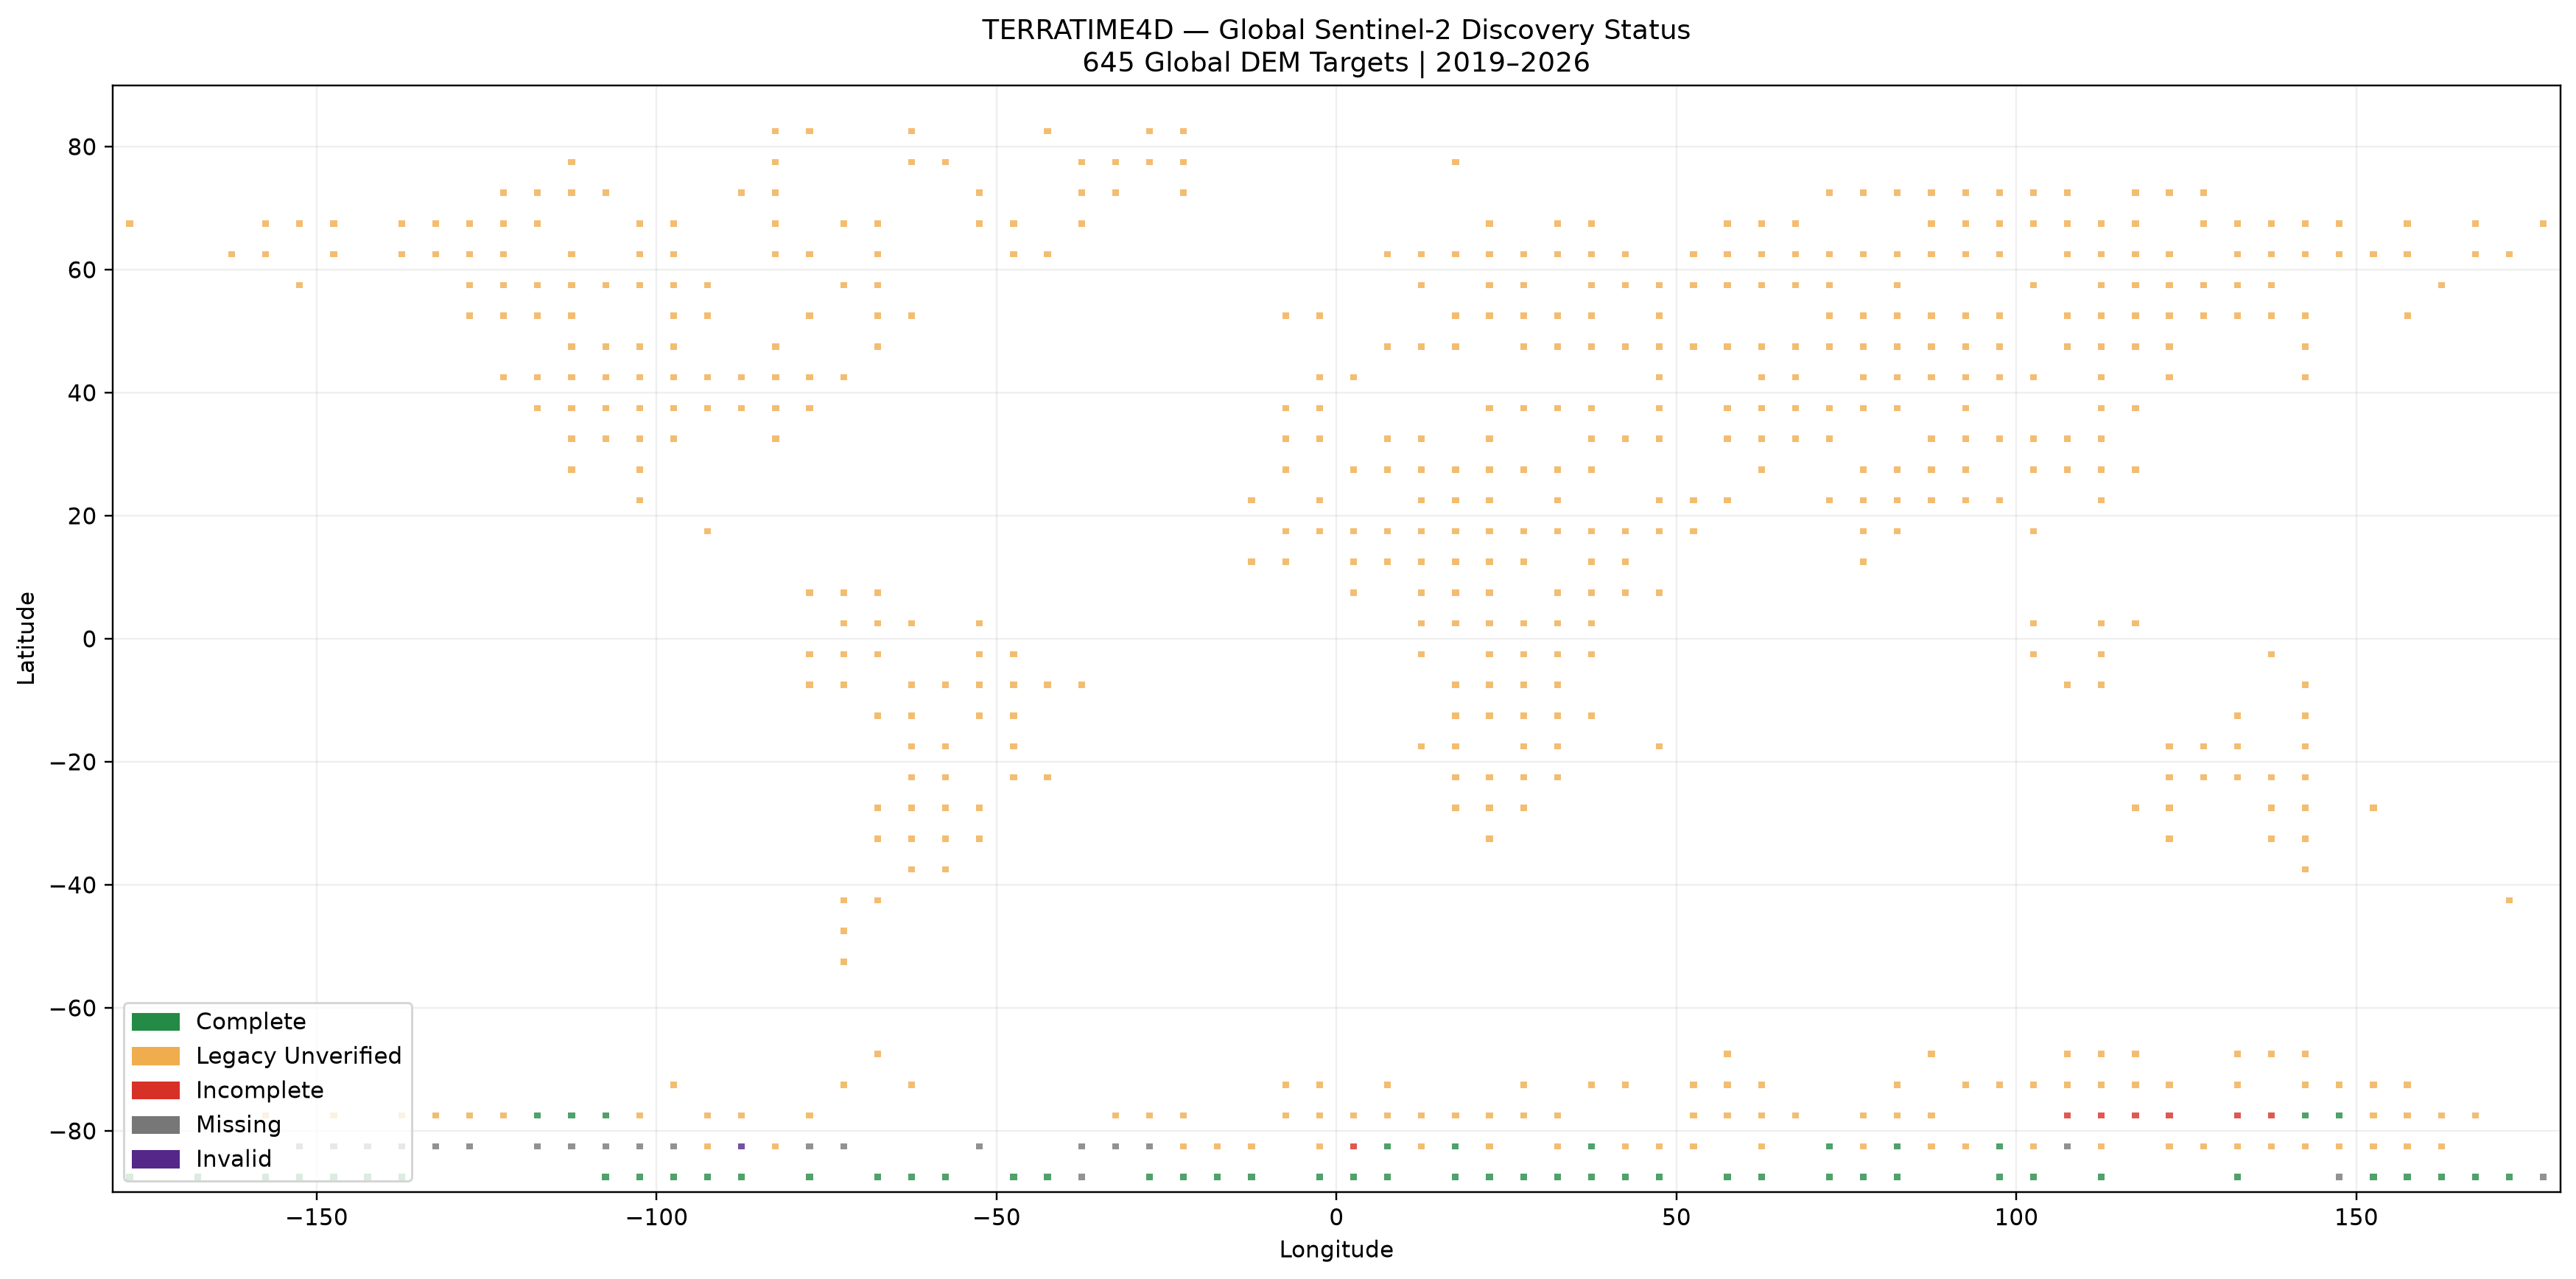 TERRATIME4D — Global Sentinel-2 Discovery Status
645 Global DEM Targets | 2019–2026
Latitude
80
60
40
20
0
−20
−40
−60
−80
Complete
Legacy Unverified
Incomplete
Missing
Invalid
−150
−100
−50
0
50
100
150
Longitude